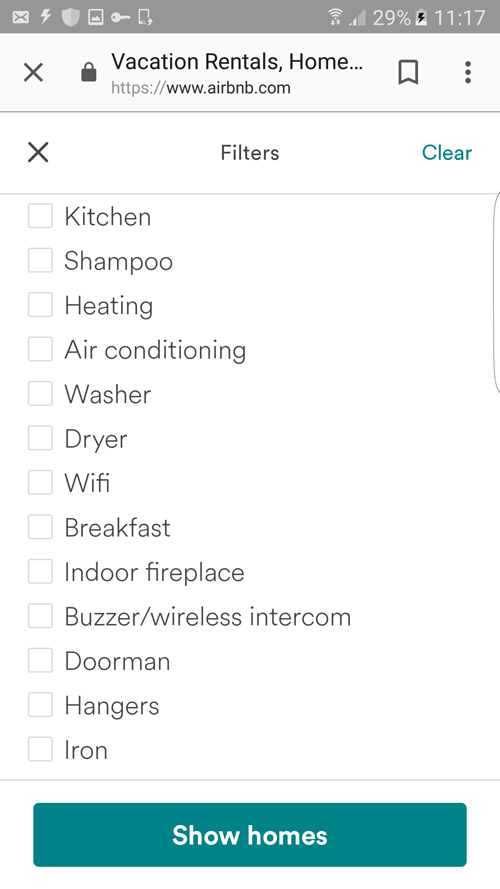 29% 11:17
Vacation Rentals, Home...
https://www.airbnb.com
Filters
Clear
Kitchen
Shampoo
Heating
Air conditioning
Washer
Dryer
Wifi
Breakfast
Indoor fireplace
Buzzer/wireless intercom
Doorman
Hangers
Iron
Show homes